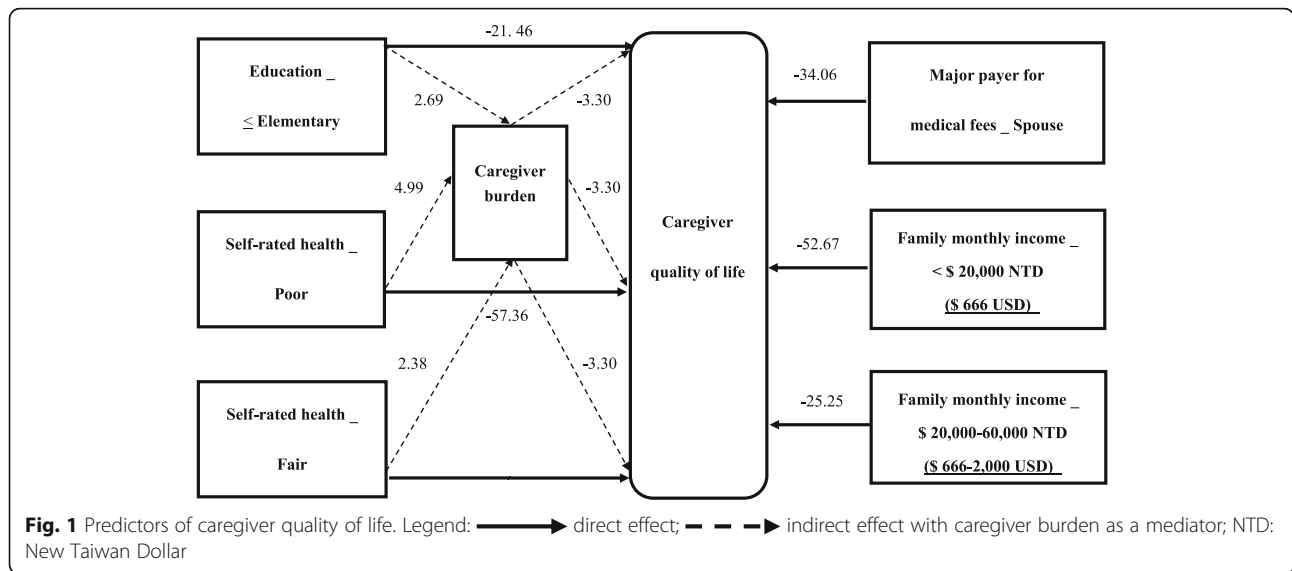 -21. 46
Education _
≤ Elementary
2.69
-3.30
-34.06
Major payer for
medical fees _ Spouse
Caregiver
burden
4.99
-3.30
Self-rated health _
Poor
Caregiver
quality of life
-52.67
Family monthly income _
< $ 20,000 NTD
($ 666 USD)_
-57.36
2.38
-3.30
Self-rated health _
Fair
-25.25
Family monthly income _
$ 20,000-60,000 NTD
($ 666-2,000 USD)_
Fig. 1 Predictors of caregiver quality of life. Legend: direct effect; indirect effect with caregiver burden as a mediator; NTD:
New Taiwan Dollar